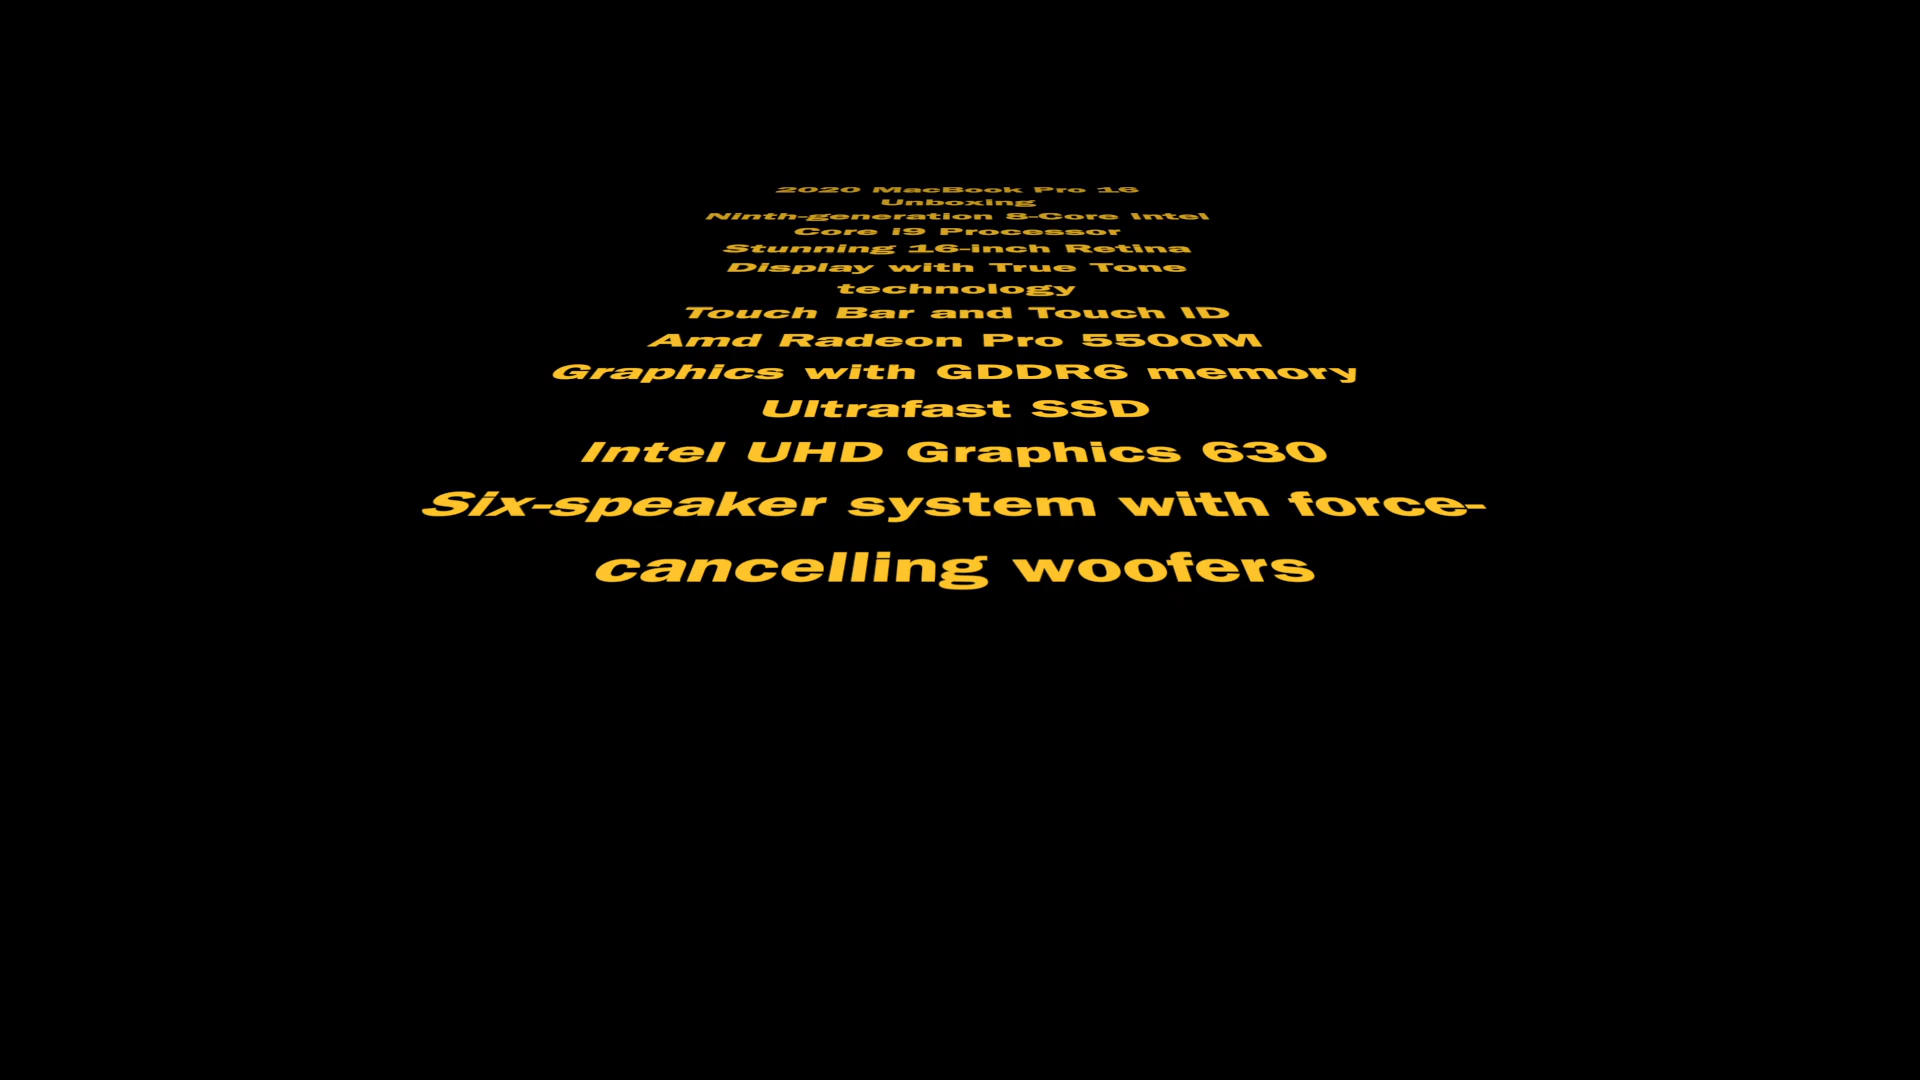 2020 MacBook Pro 16
Unboxing
Ninth-generation 8-Core Intel
Core i9 Processor
Stunning 16-inch Retina
Display with True Tone
technology
Touch Bar and Touch ID
Amd Radeon Pro 5500M
Graphics with GDDR6 memory
Ultrafast SSD
Intel UHD Graphics 630
Six-speaker system with force-
cancelling woofers